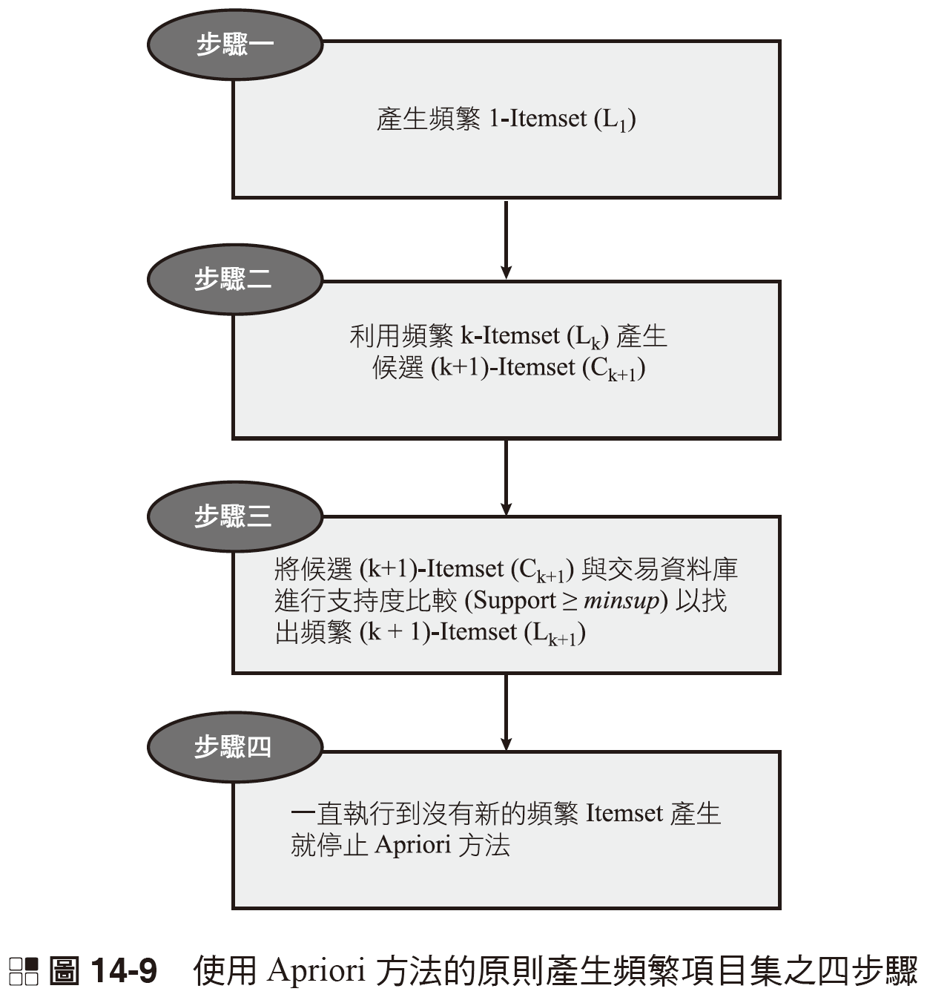 步驟一
產生頻繁 1-Itemset (L1)
步驟二
利用頻繁 k-Itemset (Lk) 產生
候選 (k+1)-Itemset (Ck+1)
步驟三
將候選 (k+1)-Itemset (Ck+1) 與交易資料庫
進行支持度比較 (Support ≥ minsup) 以找
出頻繁 (k + 1)-Itemset (Lk+1)
步驟四
一直執行到沒有新的頻繁 Itemset 產生
就停止 Apriori 方法
圖 14-9 使用 Apriori 方法的原則產生頻繁項目集之四步驟